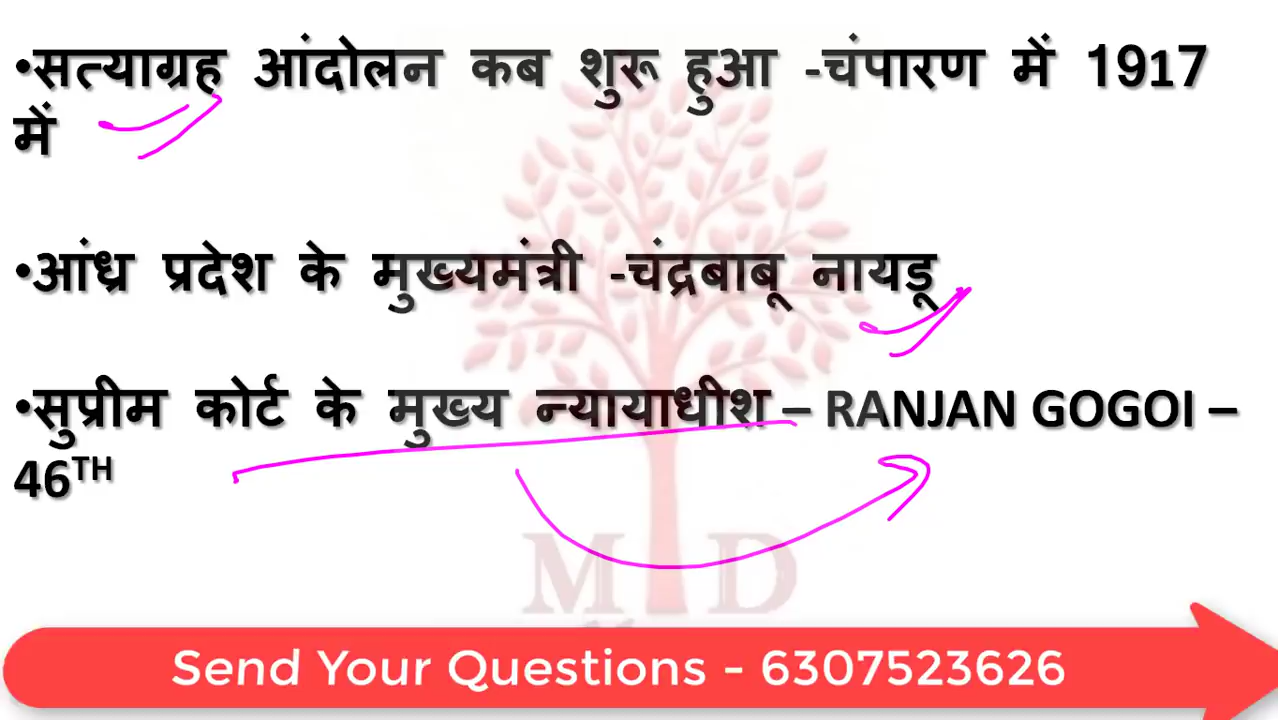 •सत्याग्रह आंदोलन कब शुरू हुआ -चंपारण में 1917
में
•आंध्र प्रदेश के मुख्यमंत्री -चंद्रबाबू नायडू
•सुप्रीम कोर्ट के मुख्य न्यायाधीश – RANJAN GOGOI –
46TH
M D
Send Your Questions - 6307523626